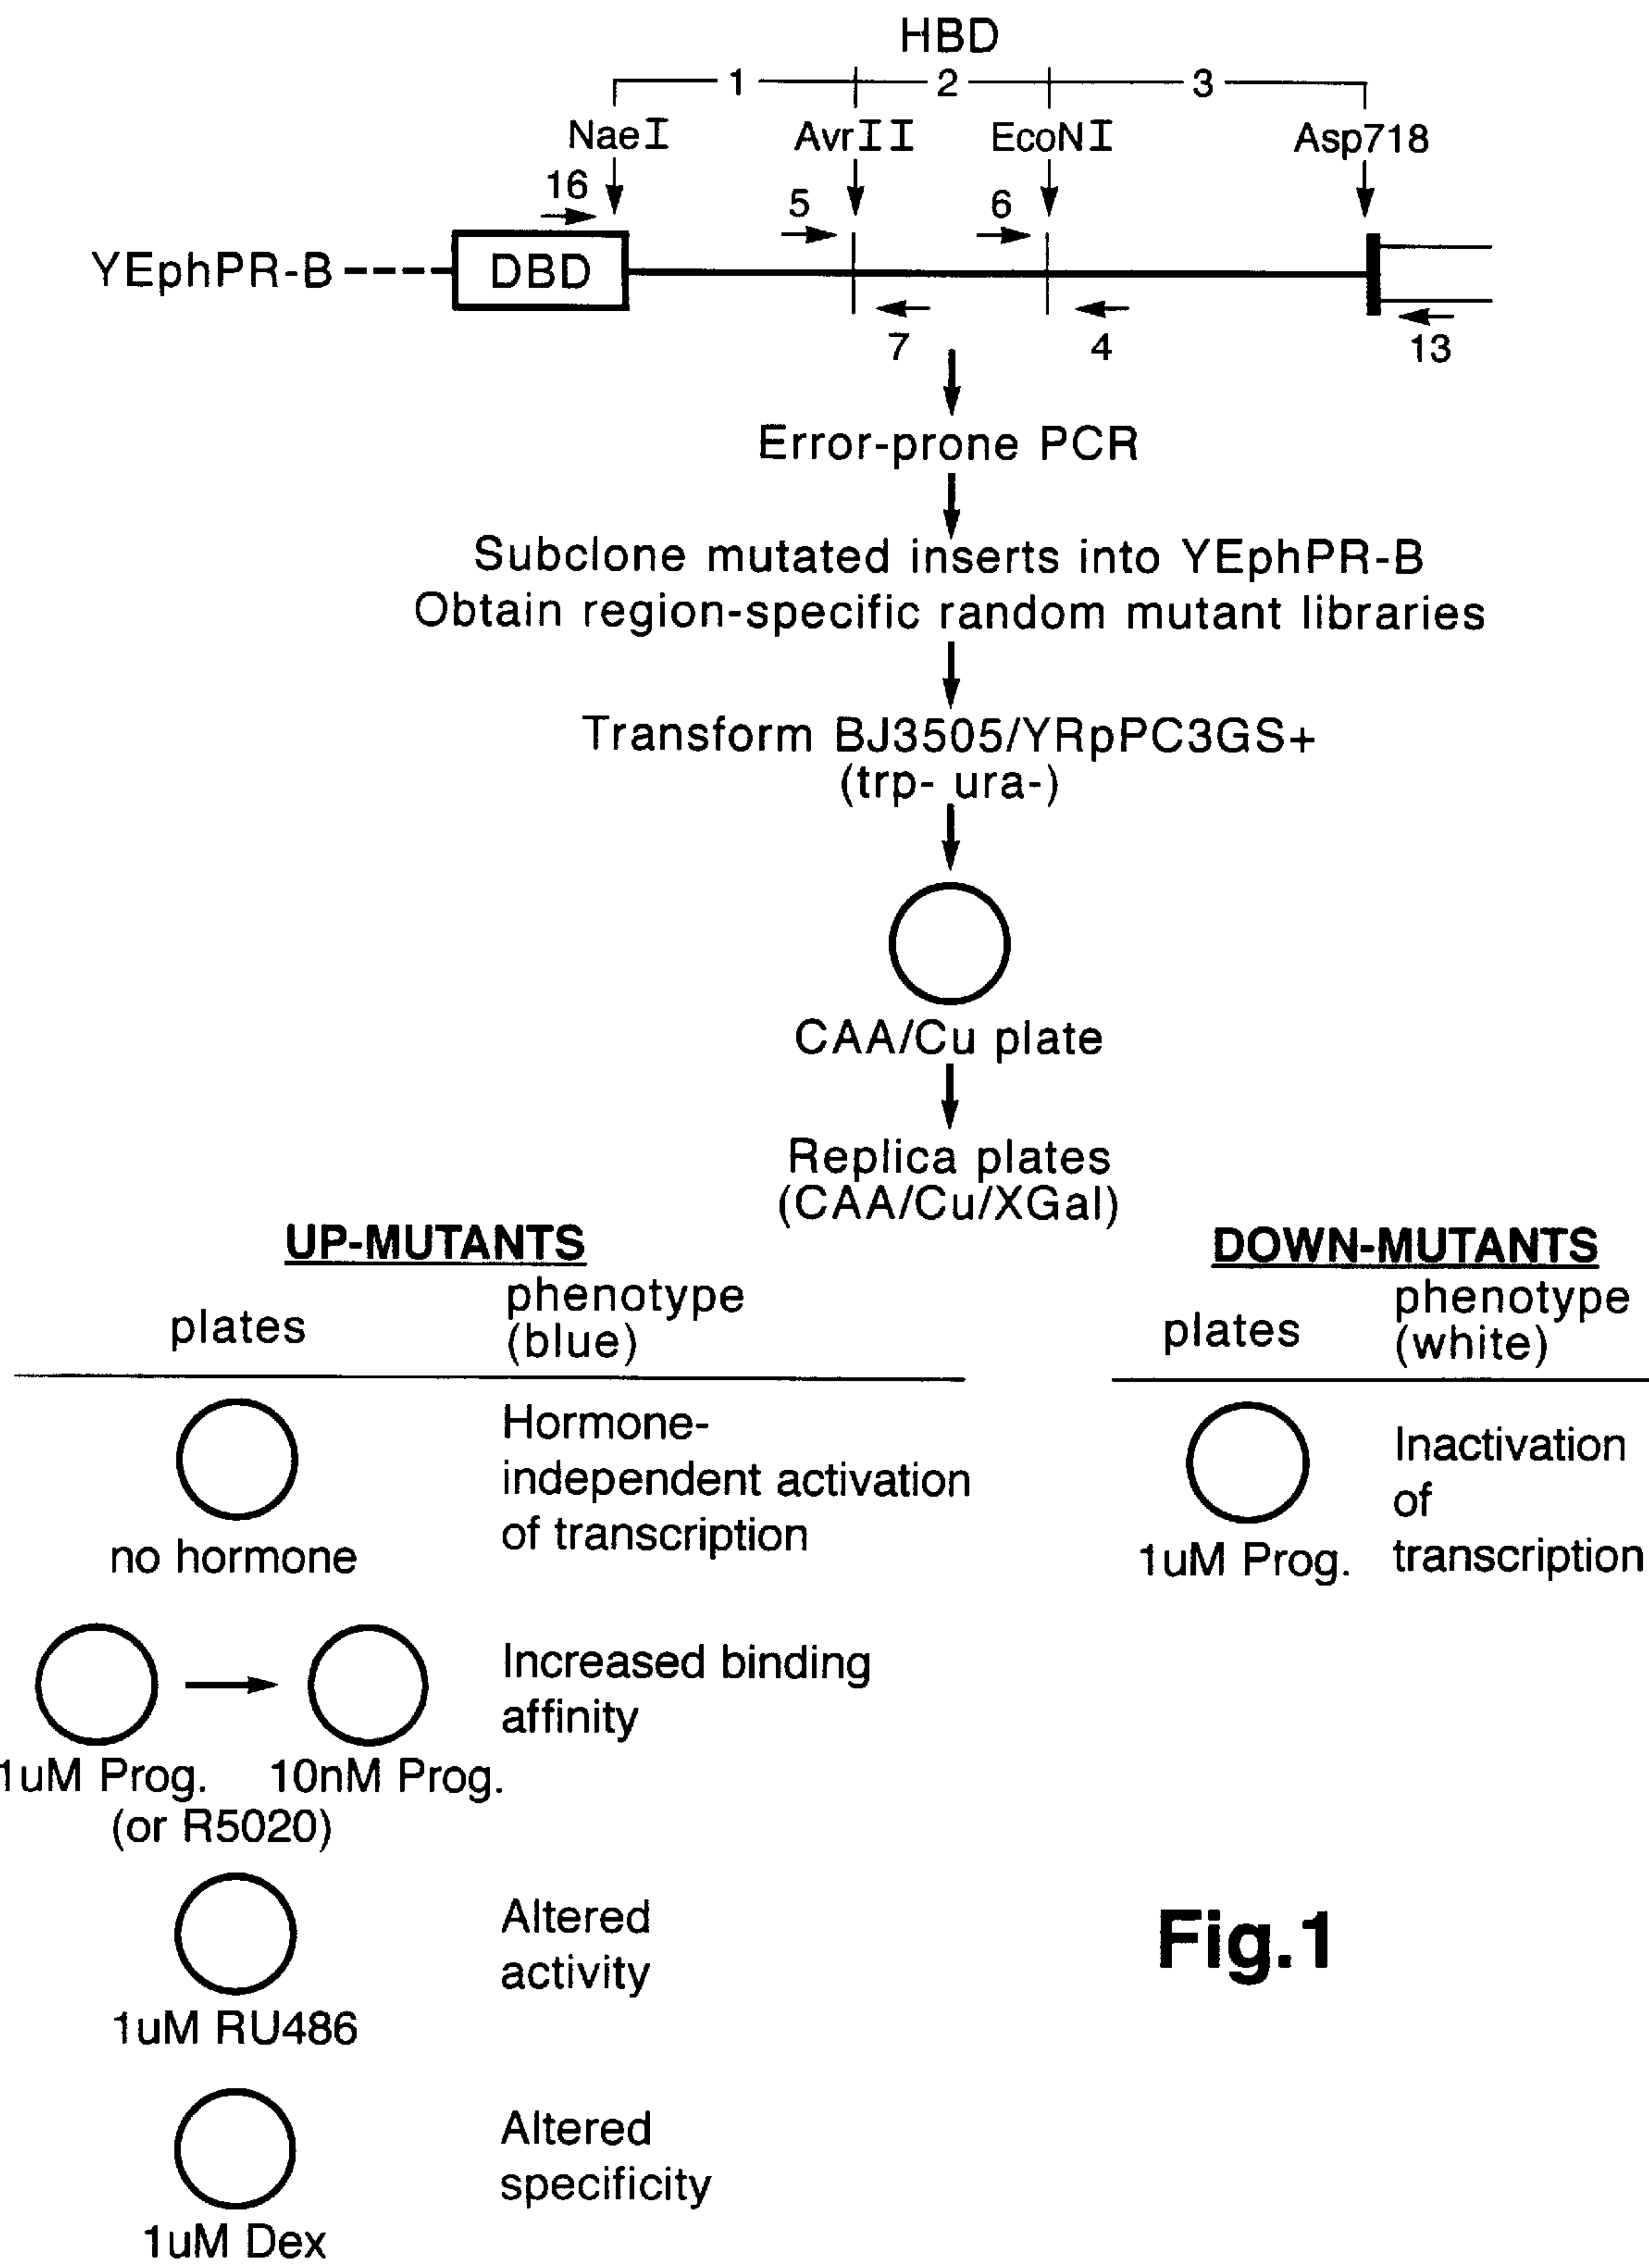 HBD
1 2 3
NaeI AvrII EcoNI Asp718
16 5 6
YEphPR-B DBD
7 4 13
Error-prone PCR
Subclone mutated inserts into YEphPR-B
Obtain region-specific random mutant libraries
Transform BJ3505/YRpPC3GS+
(trp- ura-)
CAA/Cu plate
Replica plates
(CAA/Cu/XGal)
UP-MUTANTS
plates
phenotype
(blue)
no hormone
Hormone-
independent activation
of transcription
1uM Prog. 10nM Prog.
(or R5020)
Increased binding
affinity
1uM RU486
Altered
activity
1uM Dex
Altered
specificity
DOWN-MUTANTS
plates
phenotype
(white)
1uM Prog.
Inactivation
of
transcription
Fig.1